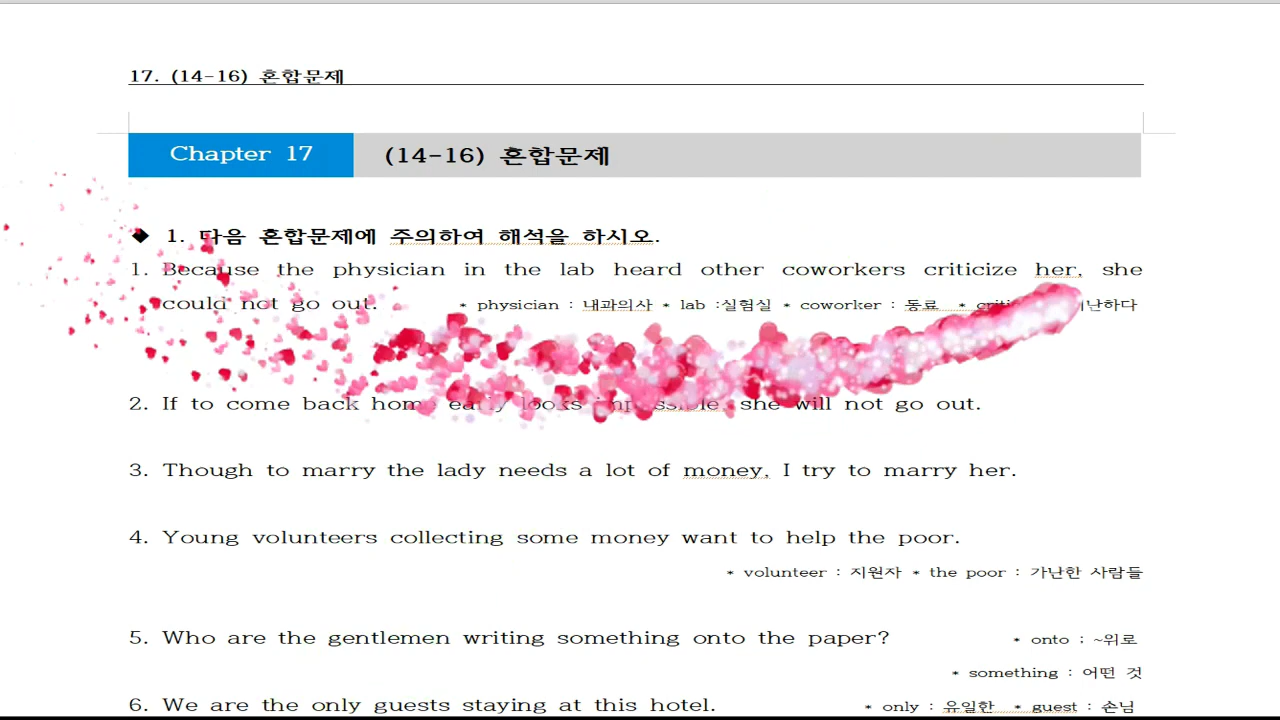 17. (14-16) 혼합문제
Chapter 17 (14-16) 혼합문제
◆ 1. 다음 혼합문제에 주의하여 해석을 하시오.
1. Because the physician in the lab heard other coworkers criticize her, she
could not go out. * physician : 내과의사 * lab :실험실 * coworker : 동료 *
2. If to come back home early looks impossible, she will not go out.
3. Though to marry the lady needs a lot of money, I try to marry her.
4. Young volunteers collecting some money want to help the poor.
* volunteer : 지원자 * the poor : 가난한 사람들
5. Who are the gentlemen writing something onto the paper? * onto : ~위로
* something : 어떤 것
6. We are the only guests staying at this hotel. * only : 유일한 * guest : 손님